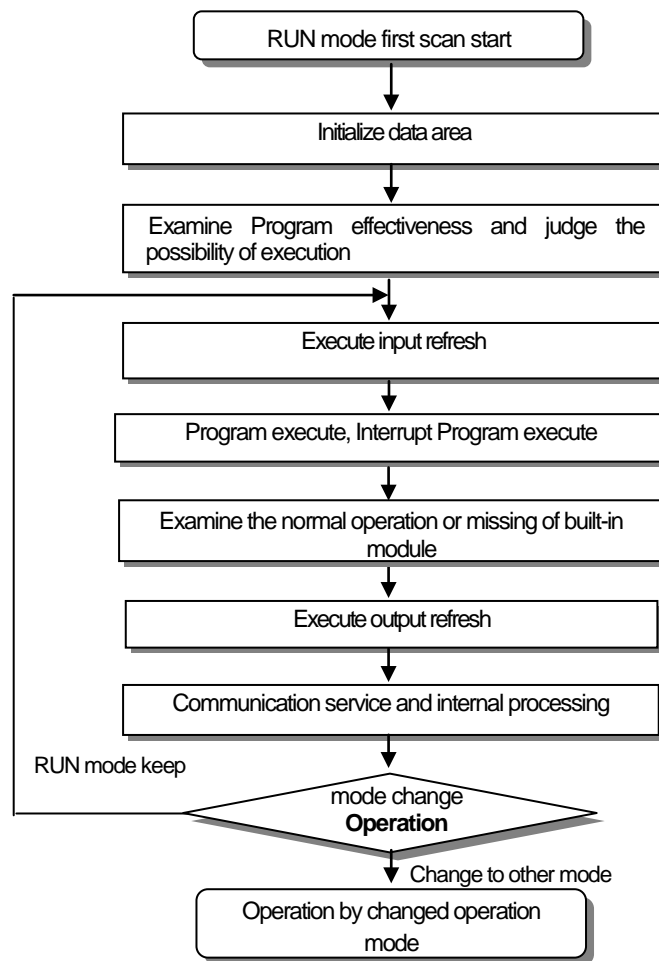 RUN mode first scan start
Initialize data area
Examine Program effectiveness and judge the
possibility of execution
Execute input refresh
Program execute, Interrupt Program execute
Examine the normal operation or missing of built-in
module
Execute output refresh
Communication service and internal processing
RUN mode keep
mode change
Operation
Change to other mode
Operation by changed operation
mode